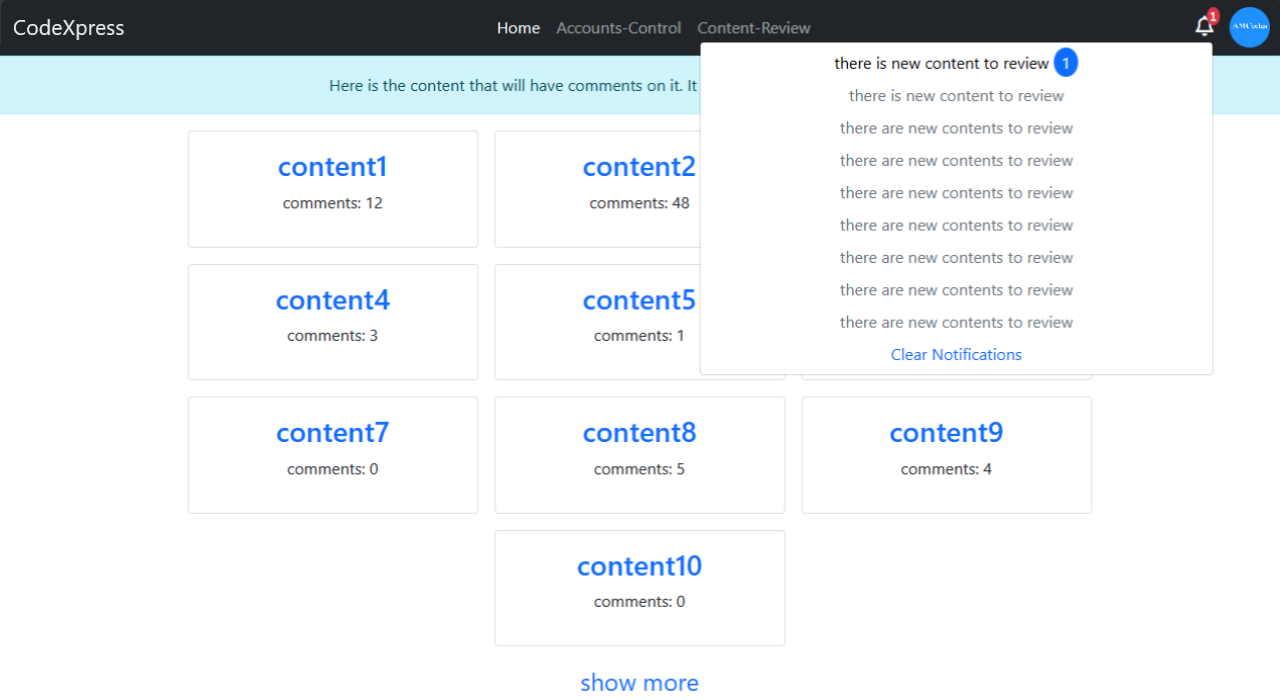 CodeXpress
Home Accounts-Control Content-Review
1
AMCoder
Here is the content that will have comments on it. It
there is new content to review 1
there is new content to review
there are new contents to review
there are new contents to review
there are new contents to review
there are new contents to review
there are new contents to review
there are new contents to review
there are new contents to review
Clear Notifications
content1
comments: 12
content2
comments: 48
content4
comments: 3
content5
comments: 1
content7
comments: 0
content8
comments: 5
content9
comments: 4
content10
comments: 0
show more